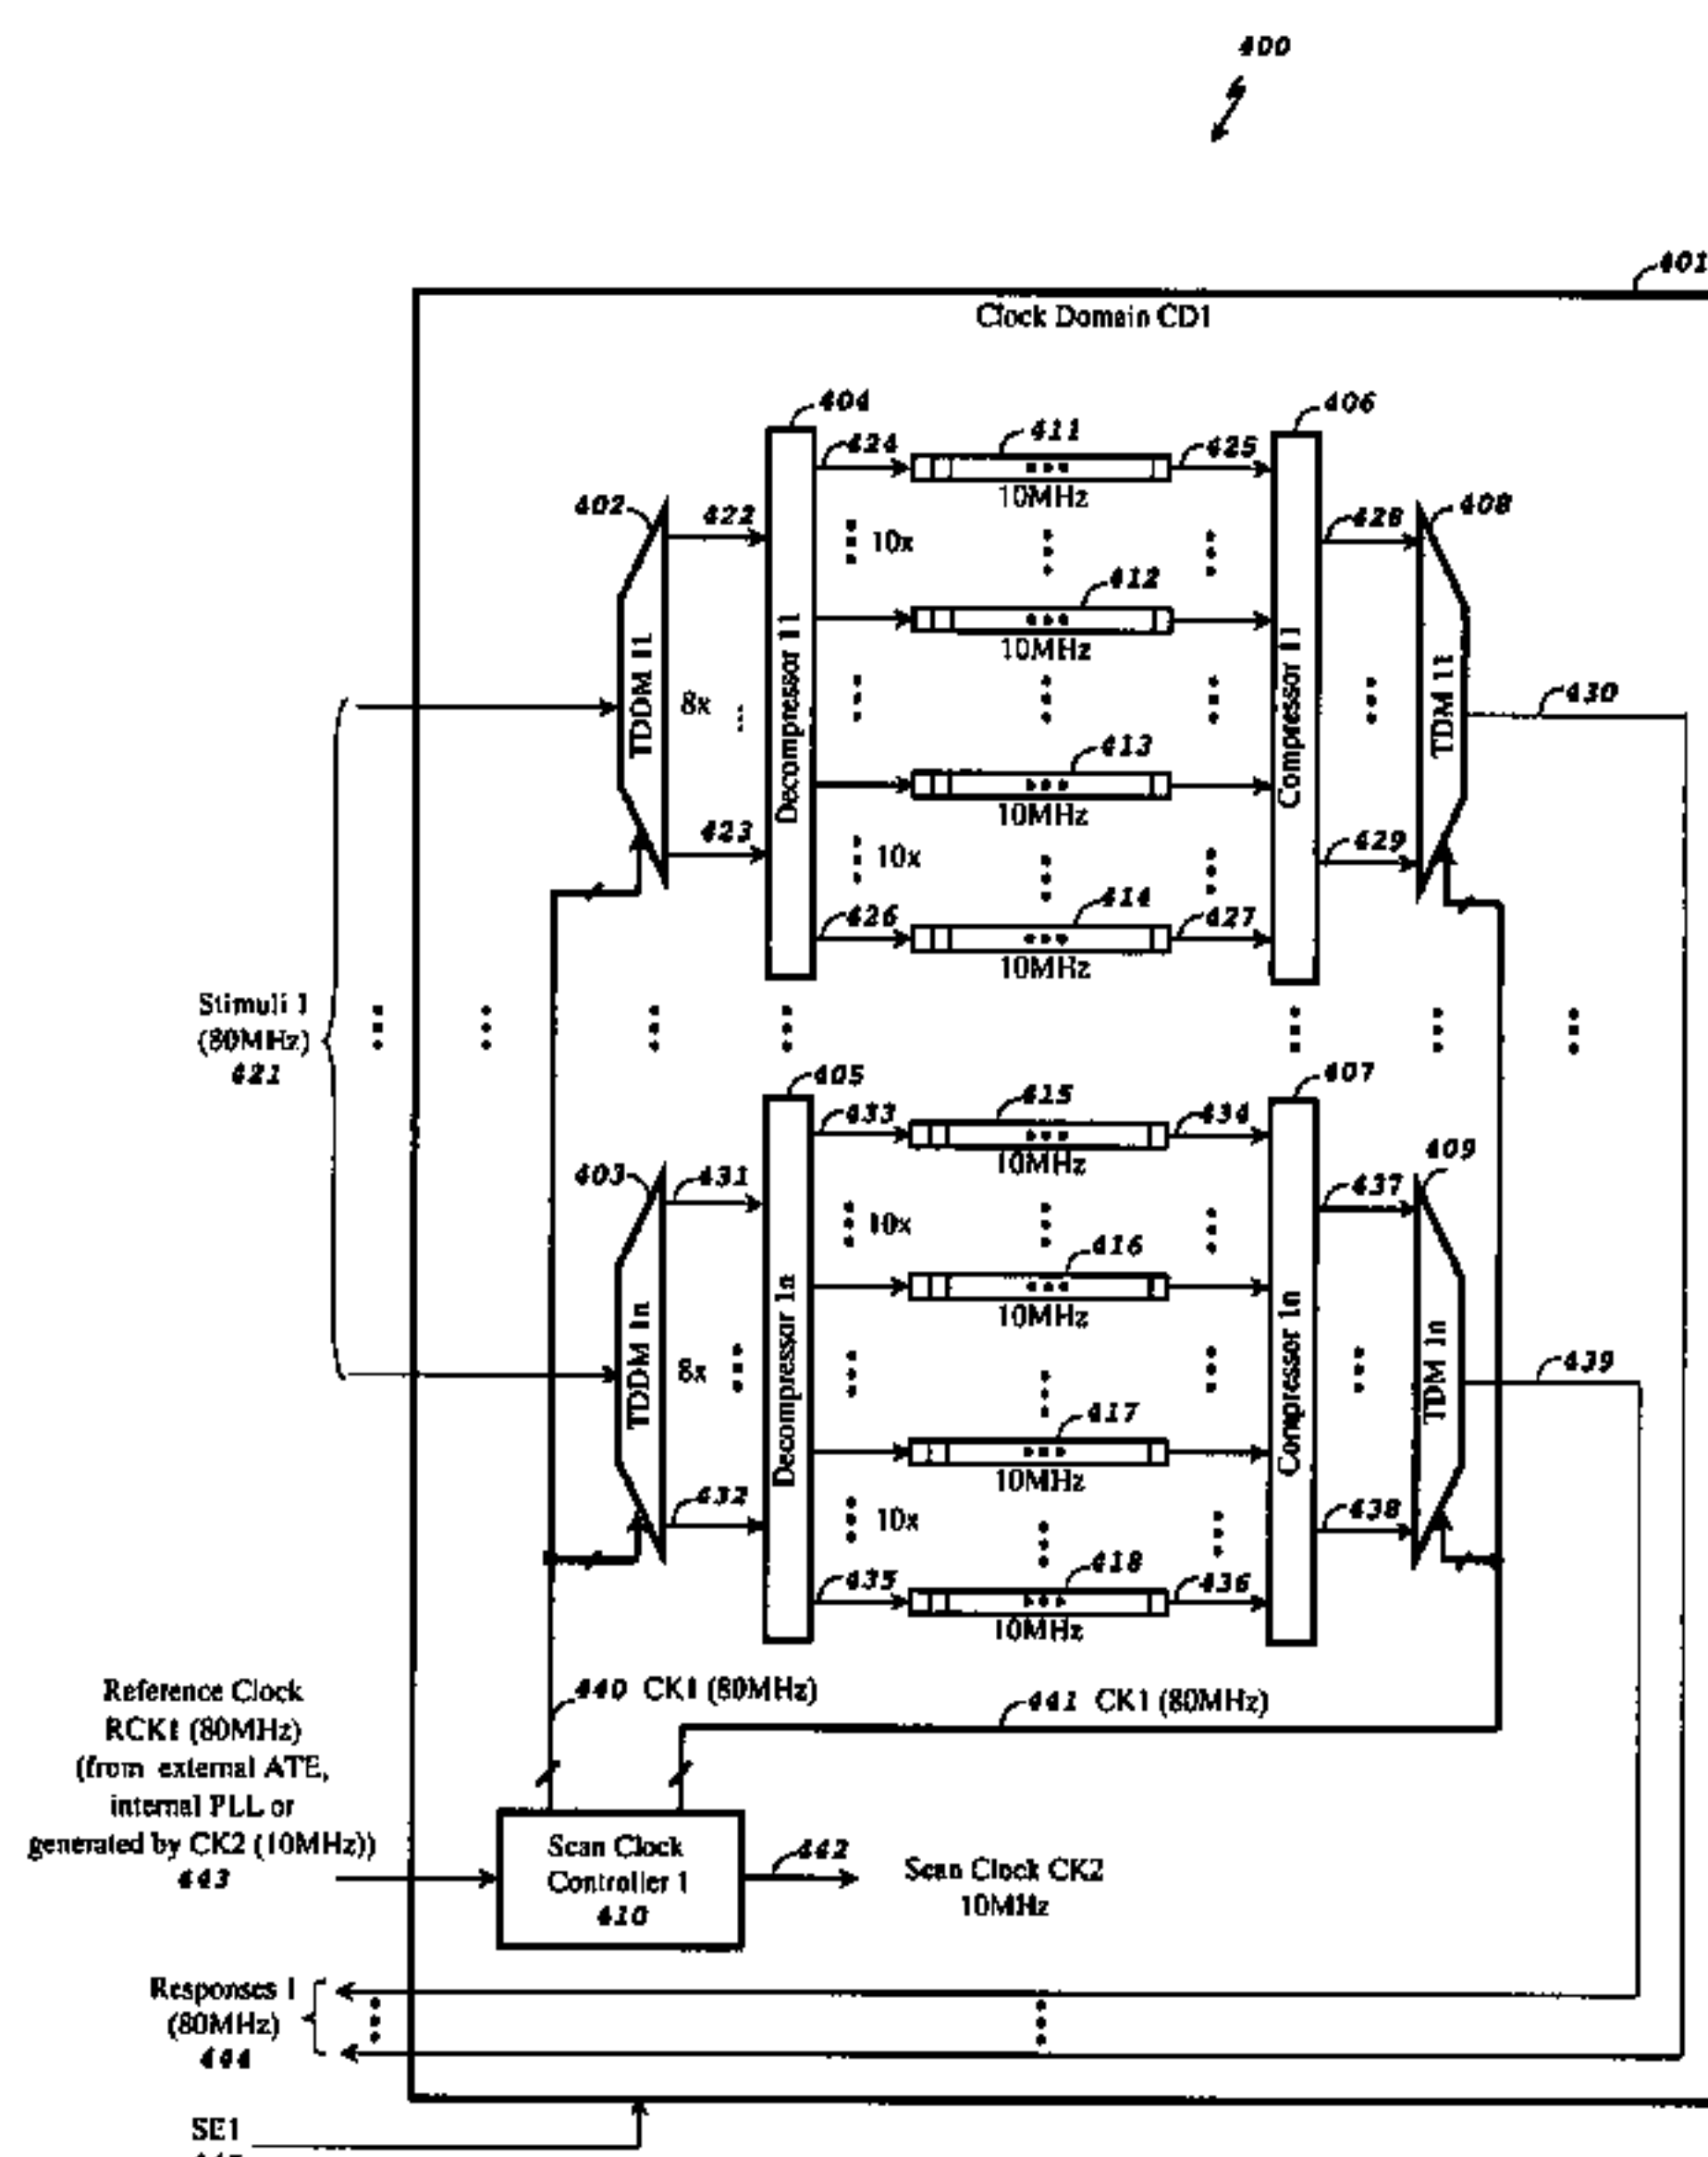 400
401
Clock Domain CD1
404
406
424
411
425
10MHz
402
422
428
408
10x
412
10MHz
TDDM 11
8x
Decompressor 11
Compressor 11
TDM 11
430
413
10MHz
423
10x
429
414
426
427
10MHz
Stimuli 1
(80MHz)
421
405
407
433
415
434
10MHz
403
431
437
409
10x
416
10MHz
TDDM 1n
8x
Decompressor 1n
Compressor 1n
TDM 1n
439
417
10MHz
432
10x
438
418
435
436
10MHz
Reference Clock
RCK1 (80MHz)
(from external ATE,
internal PLL or
generated by CK2 (10MHz))
443
440 CK1 (80MHz)
441 CK1 (80MHz)
Scan Clock
Controller 1
410
442
Scan Clock CK2
10MHz
Responses 1
(80MHz)
444
SE1